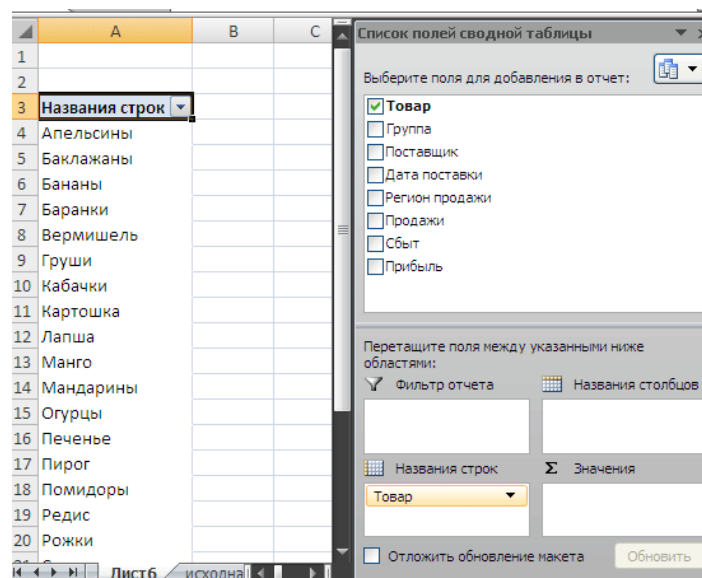 A B C
1
2
3 Названия строк
4 Апельсины
5 Баклажаны
6 Бананы
7 Баранки
8 Вермишель
9 Груши
10 Кабачки
11 Картошка
12 Лапша
13 Манго
14 Мандарины
15 Огурцы
16 Печенье
17 Пирог
18 Помидоры
19 Редис
20 Рожки
Лист6
Список полей сводной таблицы
Выберите поля для добавления в отчет:
Товар
Группа
Поставщик
Дата поставки
Регион продажи
Продажи
Сбыт
Прибыль
Перетащите поля между указанными ниже
областями:
Фильтр отчета
Названия столбцов
Названия строк
Σ Значения
Товар
Отложить обновление макета
Обновить